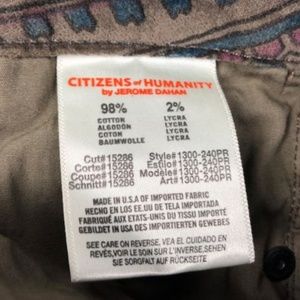 CITIZENS of HUMANITY
by JEROME DAHAN
98% 2%
COTTON LYCRA
ALGODÓN LYCRA
COTON LYCRA
BAUMWOLLE LYCRA
Cut#15286 Style#1300-240PR
Corte#15286 Estilo#1300-240PR
Coupe#15286 Modèle#1300-240PR
Schnitt#15286 Art#1300-240PR
MADE IN U.S.A OF IMPORTED FABRIC
HECHO EN LOS EE.UU DE TELA IMPORTADA
FABRIQUÉ AUX ETATS-UNIS DU TISSU IMPORTÉ
GEBILDET IN USA DES IMPORTIERTEN GEWEBES
SEE CARE ON REVERSE, VEA EL CUIDADO EN
REVÉS, VOIR LE SOIN SUR L'INVERSE, SEHEN
SIE SORGFALT AUF RÜCKSEITE